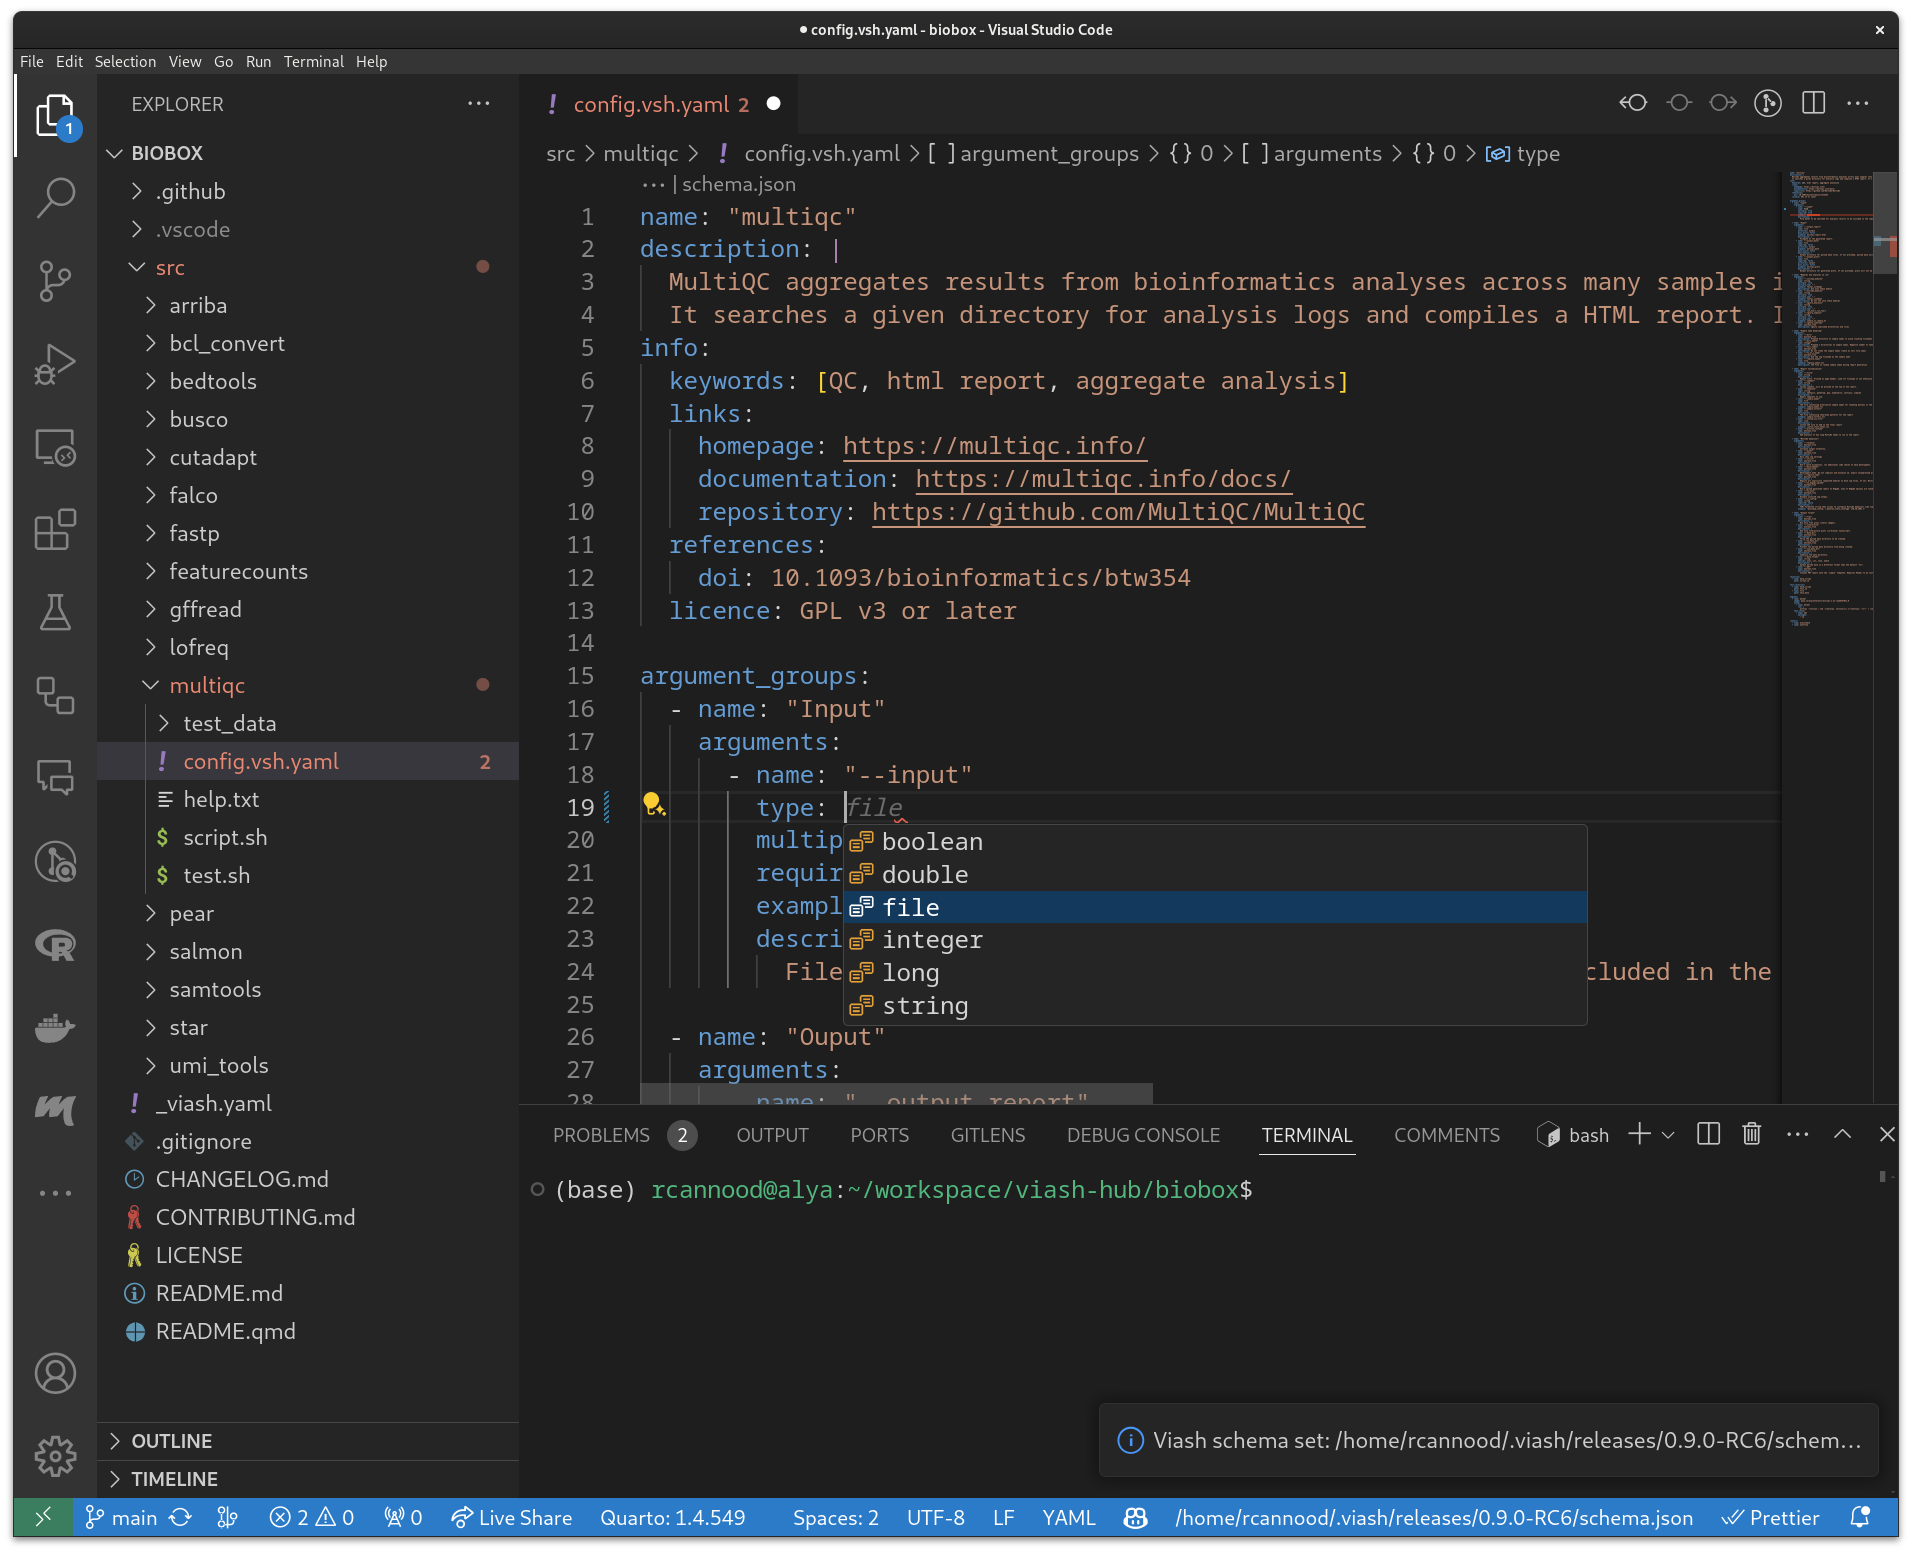 ● config.vsh.yaml - biobox - Visual Studio Code
File Edit Selection View Go Run Terminal Help
1
EXPLORER
BIOBOX
.github
.vscode
src
arriba
bcl_convert
bedtools
busco
cutadapt
falco
fastp
featurecounts
gffread
lofreq
multiqc
test_data
config.vsh.yaml 2
help.txt
script.sh
test.sh
pear
salmon
samtools
star
umi_tools
_viash.yaml
.gitignore
CHANGELOG.md
CONTRIBUTING.md
LICENSE
README.md
README.qmd
OUTLINE
TIMELINE
config.vsh.yaml 2
src > multiqc > ! config.vsh.yaml > [ ] argument_groups > {} 0 > [ ] arguments > {} 0 > type
··· | schema.json
1 name: "multiqc"
2 description: |
3 MultiQC aggregates results from bioinformatics analyses across many samples i
4 It searches a given directory for analysis logs and compiles a HTML report. I
5 info:
6 keywords: [QC, html report, aggregate analysis]
7 links:
8 homepage: https://multiqc.info/
9 documentation: https://multiqc.info/docs/
10 repository: https://github.com/MultiQC/MultiQC
11 references:
12 doi: 10.1093/bioinformatics/btw354
13 licence: GPL v3 or later
14
15 argument_groups:
16 - name: "Input"
17 arguments:
18 - name: "--input"
19 type: file
20 multip
21 requir
22 exampl
23 descri
24 File cluded in the
25
boolean
double
file
integer
long
string
26 - name: "Ouput"
27 arguments:
28 name: "--output_report"
PROBLEMS 2 OUTPUT PORTS GITLENS DEBUG CONSOLE TERMINAL COMMENTS bash
(base) rcannood@alya:~/workspace/viash-hub/biobox$
Viash schema set: /home/rcannood/.viash/releases/0.9.0-RC6/schem...
main 2 0 0 Live Share Quarto: 1.4.549 Spaces: 2 UTF-8 LF YAML /home/rcannood/.viash/releases/0.9.0-RC6/schema.json Prettier